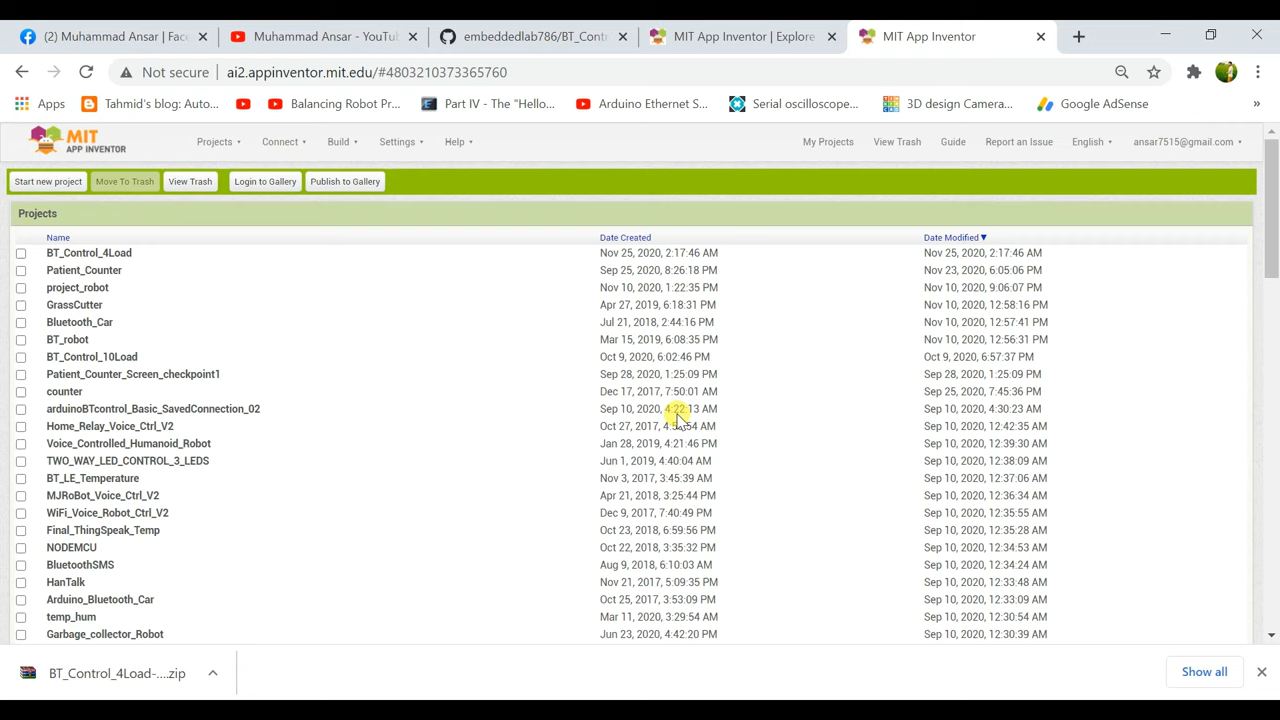 (2) Muhammad Ansar | Fac
Muhammad Ansar - YouTu
embeddedlab786/BT_Contr
MIT App Inventor | Explore
MIT App Inventor
Not secure | ai2.appinventor.mit.edu/#4803210373365760
Apps
Tahmid's blog: Auto...
Balancing Robot Pr...
Part IV - The "Hello...
Arduino Ethernet S...
Serial oscilloscope...
3D design Camera...
Google AdSense
»
MIT
APP INVENTOR
Projects
Connect
Build
Settings
Help
My Projects
View Trash
Guide
Report an Issue
English
ansar7515@gmail.com
Start new project
Move To Trash
View Trash
Login to Gallery
Publish to Gallery
Projects
Name Date Created Date Modified
BT_Control_4Load Nov 25, 2020, 2:17:46 AM Nov 25, 2020, 2:17:46 AM
Patient_Counter Sep 25, 2020, 8:26:18 PM Nov 23, 2020, 6:05:06 PM
project_robot Nov 10, 2020, 1:22:35 PM Nov 10, 2020, 9:06:07 PM
GrassCutter Apr 27, 2019, 6:18:31 PM Nov 10, 2020, 12:58:16 PM
Bluetooth_Car Jul 21, 2018, 2:44:16 PM Nov 10, 2020, 12:57:41 PM
BT_robot Mar 15, 2019, 6:08:35 PM Nov 10, 2020, 12:56:31 PM
BT_Control_10Load Oct 9, 2020, 6:02:46 PM Oct 9, 2020, 6:57:37 PM
Patient_Counter_Screen_checkpoint1 Sep 28, 2020, 1:25:09 PM Sep 28, 2020, 1:25:09 PM
counter Dec 17, 2017, 7:50:01 AM Sep 25, 2020, 7:45:36 PM
arduinoBTcontrol_Basic_SavedConnection_02 Sep 10, 2020, 4:22:13 AM Sep 10, 2020, 4:30:23 AM
Home_Relay_Voice_Ctrl_V2 Oct 27, 2017, AM Sep 10, 2020, 12:42:35 AM
Voice_Controlled_Humanoid_Robot Jan 28, 2019, 4:21:46 PM Sep 10, 2020, 12:39:30 AM
TWO_WAY_LED_CONTROL_3_LEDS Jun 1, 2019, 4:40:04 AM Sep 10, 2020, 12:38:09 AM
BT_LE_Temperature Nov 3, 2017, 3:45:39 AM Sep 10, 2020, 12:37:06 AM
MJRoBot_Voice_Ctrl_V2 Apr 21, 2018, 3:25:44 PM Sep 10, 2020, 12:36:34 AM
WiFi_Voice_Robot_Ctrl_V2 Dec 9, 2017, 7:40:49 PM Sep 10, 2020, 12:35:55 AM
Final_ThingSpeak_Temp Oct 23, 2018, 6:59:56 PM Sep 10, 2020, 12:35:28 AM
NODEMCU Oct 22, 2018, 3:35:32 PM Sep 10, 2020, 12:34:53 AM
BluetoothSMS Aug 9, 2018, 6:10:03 AM Sep 10, 2020, 12:34:24 AM
HanTalk Nov 21, 2017, 5:09:35 PM Sep 10, 2020, 12:33:48 AM
Arduino_Bluetooth_Car Oct 25, 2017, 3:53:09 PM Sep 10, 2020, 12:33:09 AM
temp_hum Mar 11, 2020, 3:29:54 AM Sep 10, 2020, 12:30:54 AM
Garbage_collector_Robot Jun 23, 2020, 4:42:20 PM Sep 10, 2020, 12:30:39 AM
BT_Control_4Load-....zip
Show all